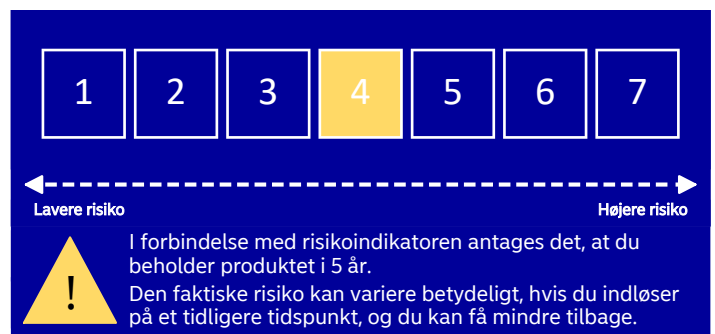 1 2 3 4 5 6 7
Lavere risiko Højere risiko
I forbindelse med risikoindikatoren antages det, at du
beholder produktet i 5 år.
!
Den faktiske risiko kan variere betydeligt, hvis du indløser
på et tidligere tidspunkt, og du kan få mindre tilbage.